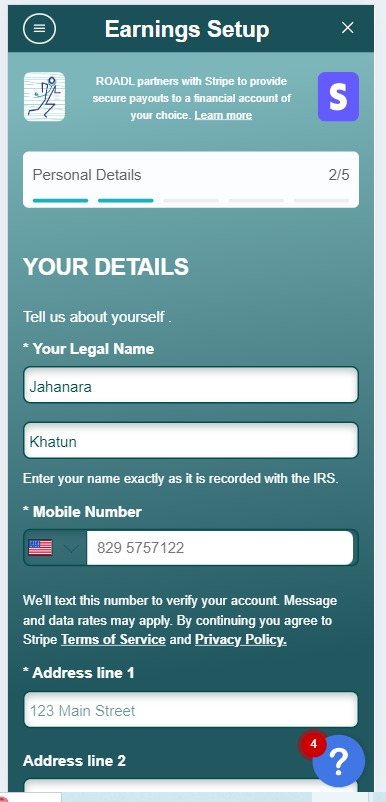 Earnings Setup
ROADL partners with Stripe to provide
secure payouts to a financial account of
your choice. Learn more
S
Personal Details 2/5
YOUR DETAILS
Tell us about yourself .
* Your Legal Name
Jahanara
Khatun
Enter your name exactly as it is recorded with the IRS.
* Mobile Number
829 5757122
We'll text this number to verify your account. Message
and data rates may apply. By continuing you agree to
Stripe Terms of Service and Privacy Policy.
* Address line 1
123 Main Street
4
?
Address line 2